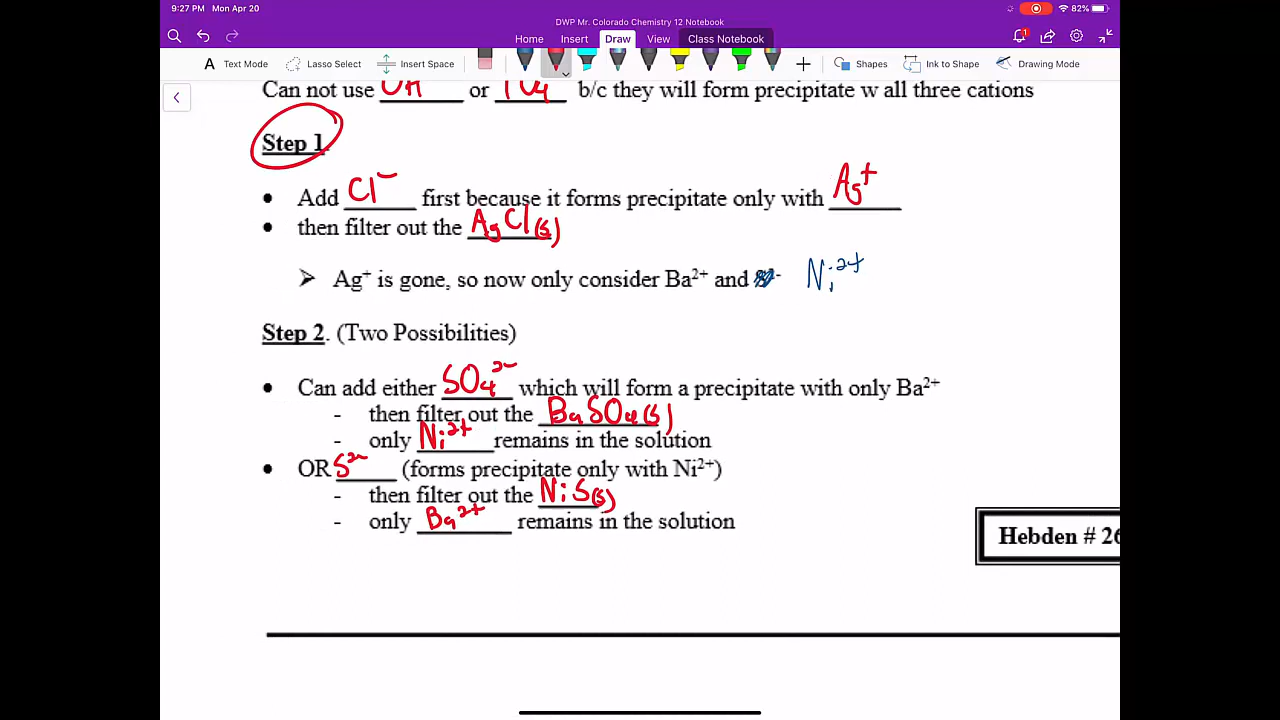 9:27 PM Mon Apr 20
82%
DWP Mr. Colorado Chemistry 12 Notebook
Home Insert Draw View Class Notebook
1
A Text Mode Lasso Select Insert Space Shapes Ink to Shape Drawing Mode
Can not use OH or PO4 b/c they will form precipitate w all three cations
Step 1.
• Add Cl⁻ first because it forms precipitate only with Ag⁺
• then filter out the AgCl(s)
➢ Ag⁺ is gone, so now only consider Ba²⁺ and Ni²⁺
Step 2. (Two Possibilities)
• Can add either SO₄²⁻ which will form a precipitate with only Ba²⁺
- then filter out the BaSO₄(s)
- only Ni²⁺ remains in the solution
• OR S²⁻ (forms precipitate only with Ni²⁺)
- then filter out the NiS(s)
- only Ba²⁺ remains in the solution
Hebden # 26